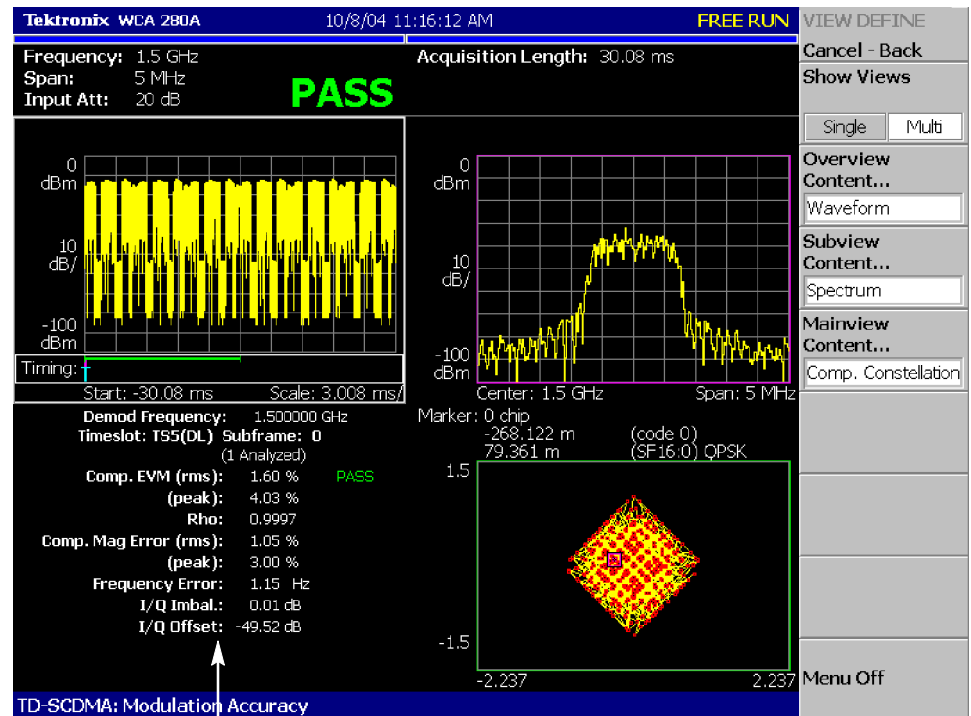 Tektronix WCA 280A 10/8/04 11:16:12 AM FREE RUN
Frequency: 1.5 GHz
Span: 5 MHz
Input Att: 20 dB
PASS
Acquisition Length: 30.08 ms
0
dBm
10
dB/
-100
dBm
Timing:
Start: -30.08 ms Scale: 3.008 ms/
0
dBm
10
dB/
-100
dBm
Center: 1.5 GHz Span: 5 MHz
Demod Frequency: 1.500000 GHz
Timeslot: TS5(DL) Subframe: 0
(1 Analyzed)
Comp. EVM (rms): 1.60 % PASS
(peak): 4.03 %
Rho: 0.9997
Comp. Mag Error (rms): 1.05 %
(peak): 3.00 %
Frequency Error: 1.15 Hz
I/Q Imbal.: 0.01 dB
I/Q Offset: -49.52 dB
Marker: 0 chip
-268.122 m (code 0)
79.361 m (SF16:0) QPSK
1.5
-1.5
-2.237 2.237
TD-SCDMA: Modulation Accuracy
VIEW DEFINE
Cancel - Back
Show Views
Single Multi
Overview
Content...
Waveform
Subview
Content...
Spectrum
Mainview
Content...
Comp. Constellation
Menu Off